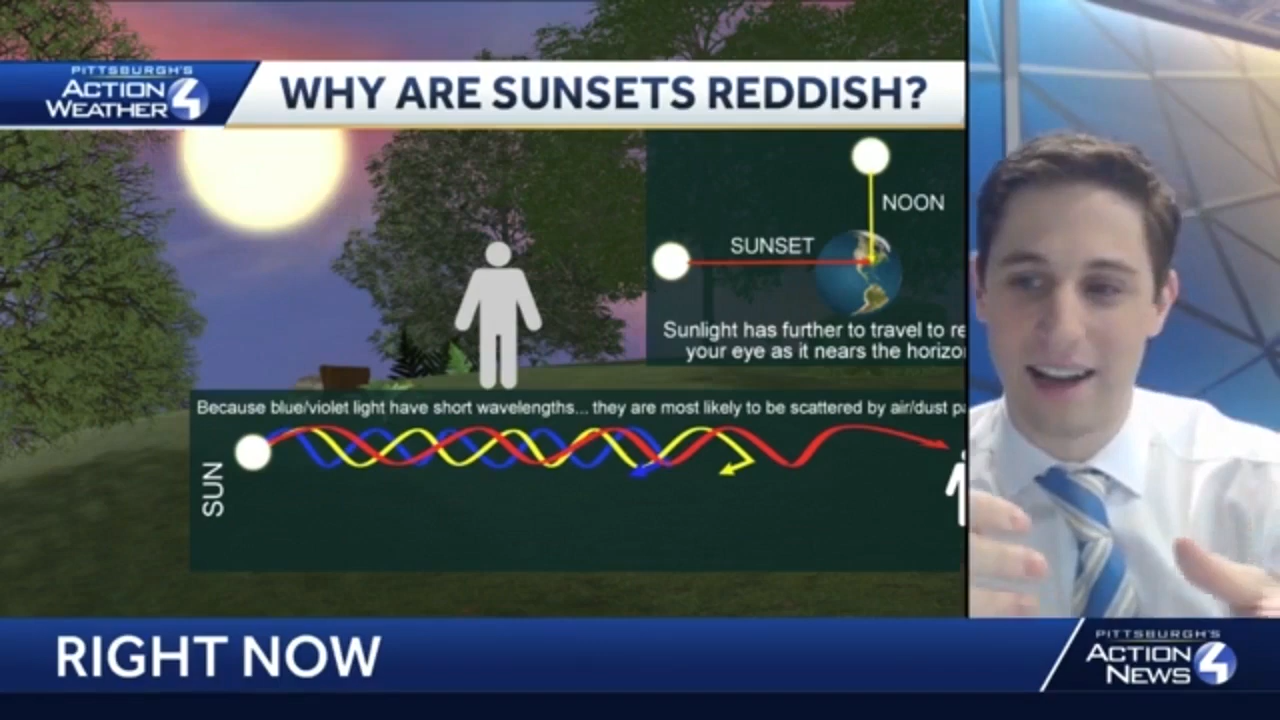 PITTSBURGH'S
ACTION
WEATHER 4
WHY ARE SUNSETS REDDISH?
NOON
SUNSET
Sunlight has further to travel to re
your eye as it nears the horizo
Because blue/violet light have short wavelengths... they are most likely to be scattered by air/dust pa
SUN
RIGHT NOW
PITTSBURGH'S
ACTION
NEWS 4